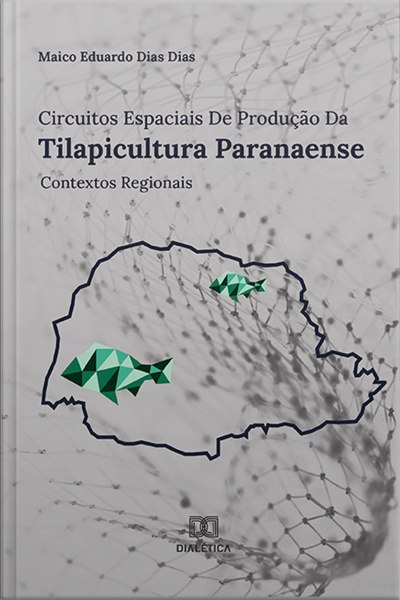 Maico Eduardo Dias Dias
Circuitos Espaciais De Produção Da
Tilapicultura Paranaense
Contextos Regionais
DIALÉTICA